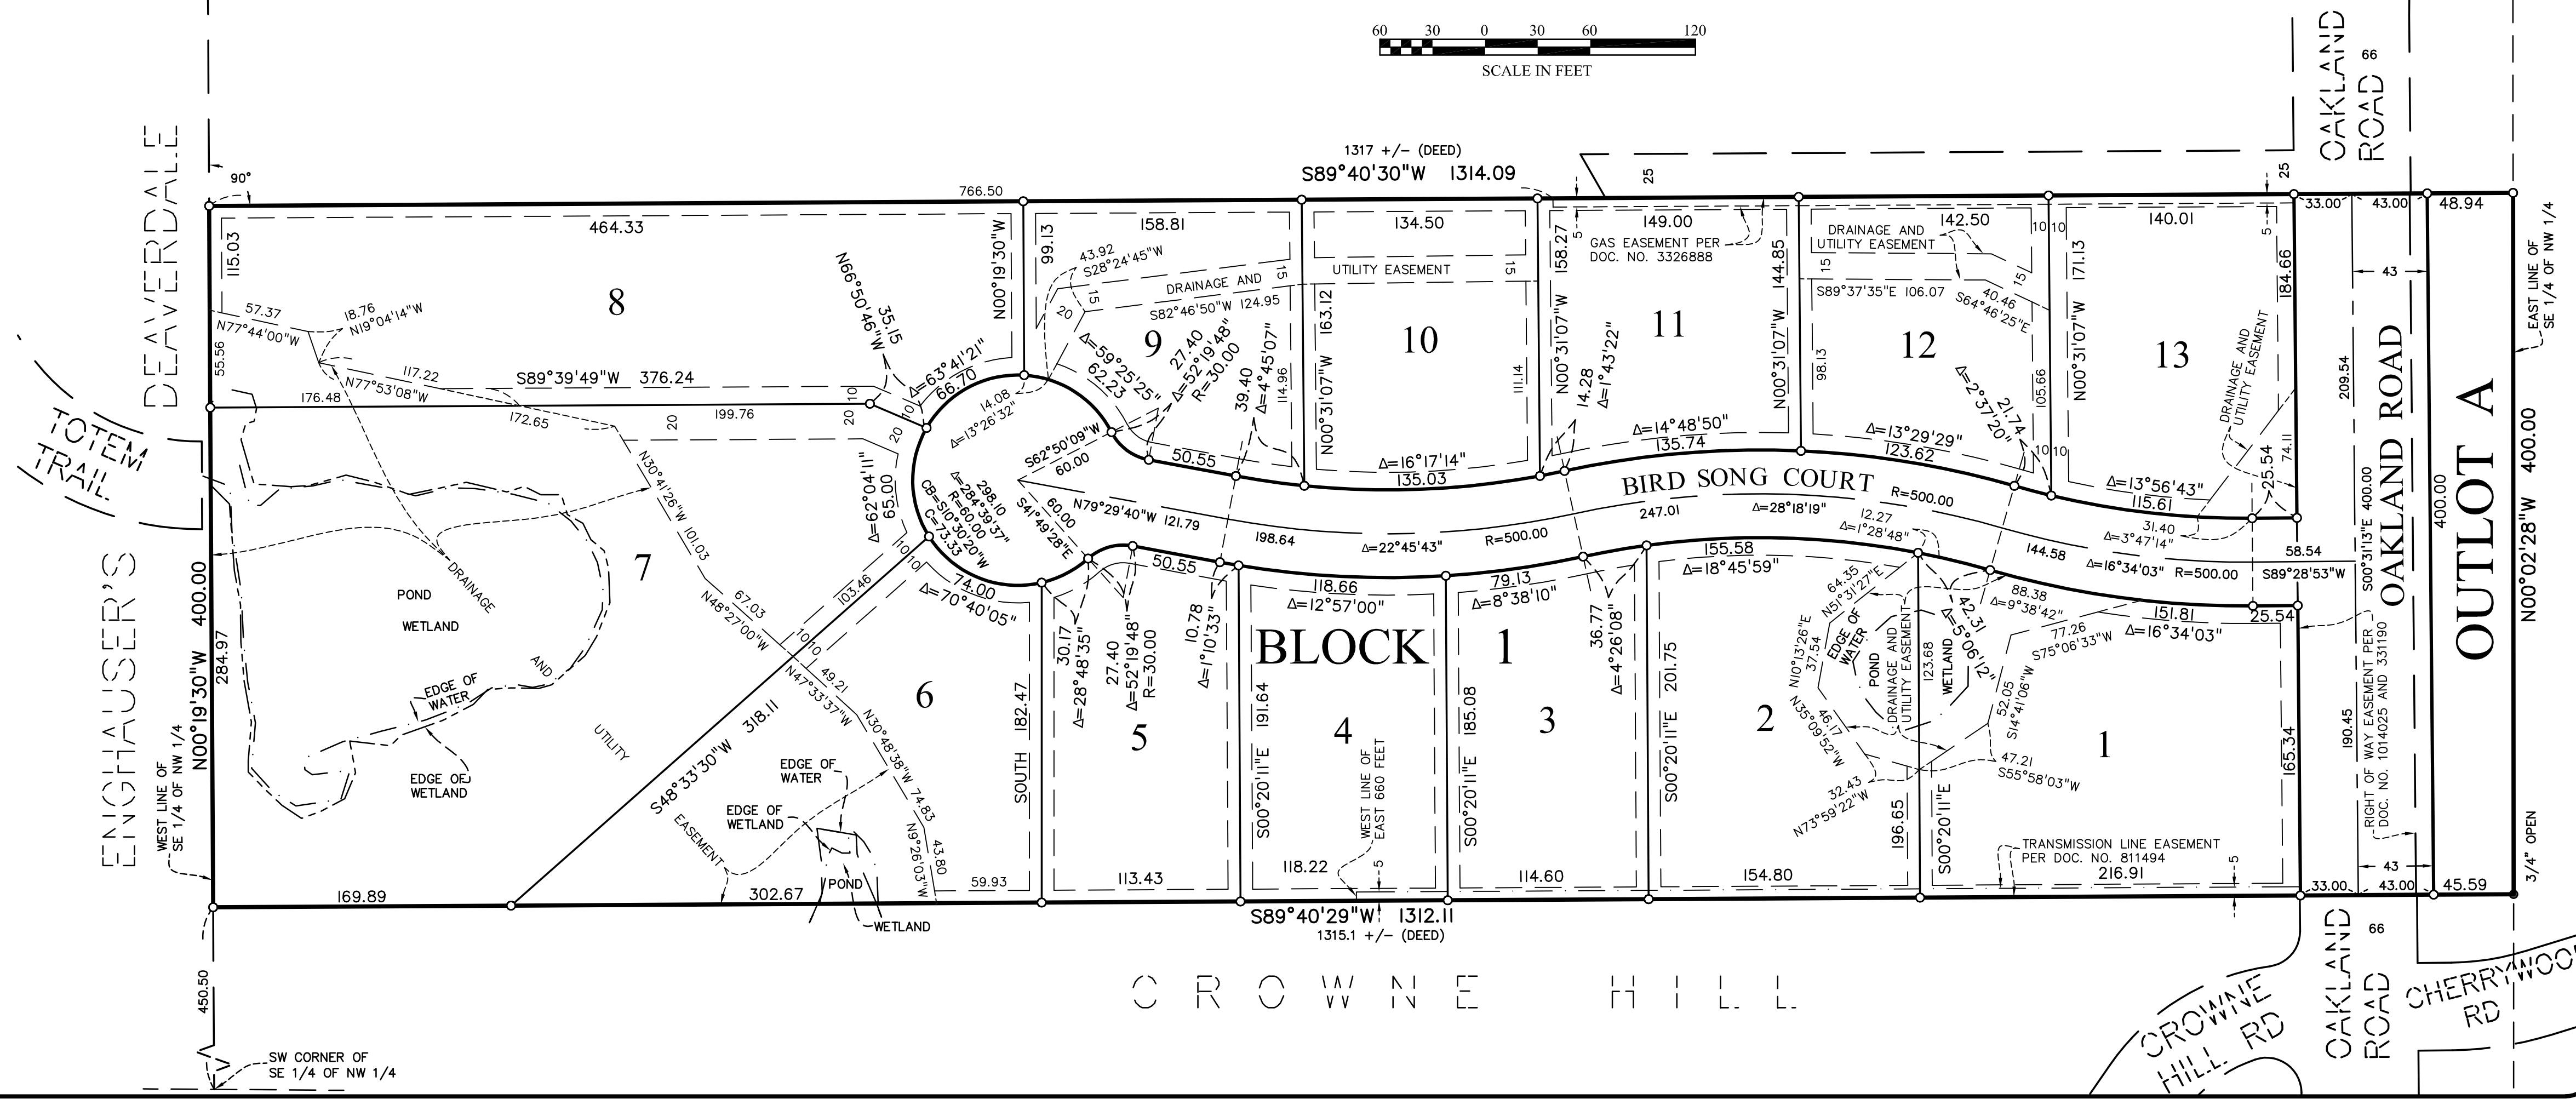 60 30 0 30 60 120
SCALE IN FEET
OAKLAND
ROAD
66
1317 +/- (DEED)
S89°40'30"W 1314.09
25
25
90°
766.50
DEAVERDALE
ENGHAUSER'S
TOTEM
TRAIL
464.33
158.81
134.50
149.00
142.50
140.01
33.00 43.00 48.94
115.03
N00°19'30"W
99.13
43.92
S28°24'45"W
DRAINAGE AND
S82°46'50"W 124.95
15
15
20
UTILITY EASEMENT
15
GAS EASEMENT PER
DOC. NO. 3326888
5
158.27
144.85
DRAINAGE AND
UTILITY EASEMENT
15
S89°37'35"E 106.07
40.46
S64°46'25"E
15
10 10
171.13
5
184.66
43
EAST LINE OF
SE 1/4 OF NW 1/4
8
9
10
11
12
13
57.37
N77°44'00"W
18.76
N19°04'14"W
55.56
117.22
N77°53'08"W
S89°39'49"W 376.24
176.48
172.65
20
199.76
20
10
10
20
N66°50'46"W
35.15
Δ=63°41'21"
66.70
14.08
Δ=13°26'32"
Δ=59°25'25"
62.23
27.40
Δ=52°19'48"
R=30.00
39.40
Δ=4°45'07"
114.96
N00°31'07"W 163.12
111.14
N00°31'07"W
14.28
Δ=1°43'22"
N00°31'07"W
98.13
Δ=2°37'20"
21.74
105.66
N00°31'07"W
DRAINAGE AND
UTILITY EASEMENT
74.11
209.54
S62°50'09"W
60.00
50.55
Δ=16°17'14"
135.03
Δ=14°48'50"
135.74
Δ=13°29'29"
123.62
10 10
Δ=13°56'43"
115.61
25.54
BIRD SONG COURT
R=500.00
247.01
Δ=28°18'19"
12.27
Δ=1°28'48"
31.40
Δ=3°47'14"
144.58
Δ=16°34'03"
R=500.00
58.54
S89°28'53"W
S00°31'13"E 400.00
OAKLAND ROAD
400.00
OUTLOT A
N00°02'28"W 400.00
298.10
Δ=284°39'37"
R=60.00
CB=S10°30'20"W
C=73.33
60.00
S41°49'28"E
N79°29'40"W 121.79
198.64
Δ=22°45'43"
R=500.00
Δ=62°04'11"
65.00
N30°41'26"W 101.03
10
10
74.00
Δ=70°40'05"
50.55
118.66
Δ=12°57'00"
79.13
Δ=8°38'10"
155.58
Δ=18°45'59"
88.38
Δ=9°38'42"
151.81
Δ=16°34'03"
25.54
7
POND
WETLAND
DRAINAGE
AND
UTILITY
EASEMENT
103.46
67.03
N48°27'00"W
10
10
49.21
N47°33'37"W
30.17
Δ=28°48'35"
27.40
Δ=52°19'48"
R=30.00
10.78
Δ=1°10'33"
BLOCK 1
36.77
Δ=4°26'08"
64.35
N51°31'27"E
N10°13'26"E
37.54
EDGE OF
WATER
POND
DRAINAGE AND
UTILITY EASEMENT
123.68
WETLAND
42.31
Δ=5°06'12"
77.26
S75°06'33"W
52.05
S14°41'06"W
46.17
N35°09'52"W
47.21
S55°58'03"W
32.43
N73°59'22"W
RIGHT OF WAY EASEMENT PER
DOC. NO. 1014025 AND 331190
N00°19'30"W 400.00
284.97
WEST LINE OF
SE 1/4 OF NW 1/4
EDGE OF
WATER
EDGE OF
WETLAND
S48°33'30"W 318.11
N30°48'38"W 74.83
N9°26'03"W
43.80
EDGE OF
WATER
EDGE OF
WETLAND
POND
WETLAND
6
5
4
3
2
1
SOUTH 182.47
S00°20'11"E 191.64
WEST LINE OF
EAST 660 FEET
S00°20'11"E 185.08
S00°20'11"E 201.75
196.65
S00°20'11"E
165.34
190.45
TRANSMISSION LINE EASEMENT
PER DOC. NO. 811494
5
5
43
3/4" OPEN
169.89
302.67
59.93
113.43
118.22
114.60
154.80
216.91
33.00 43.00 45.59
S89°40'29"W 1312.11
1315.1 +/- (DEED)
450.50
SW CORNER OF
SE 1/4 OF NW 1/4
CROWNE HILL
CROWNE
HILL RD
OAKLAND
ROAD
66
CHERRYWOOD
RD